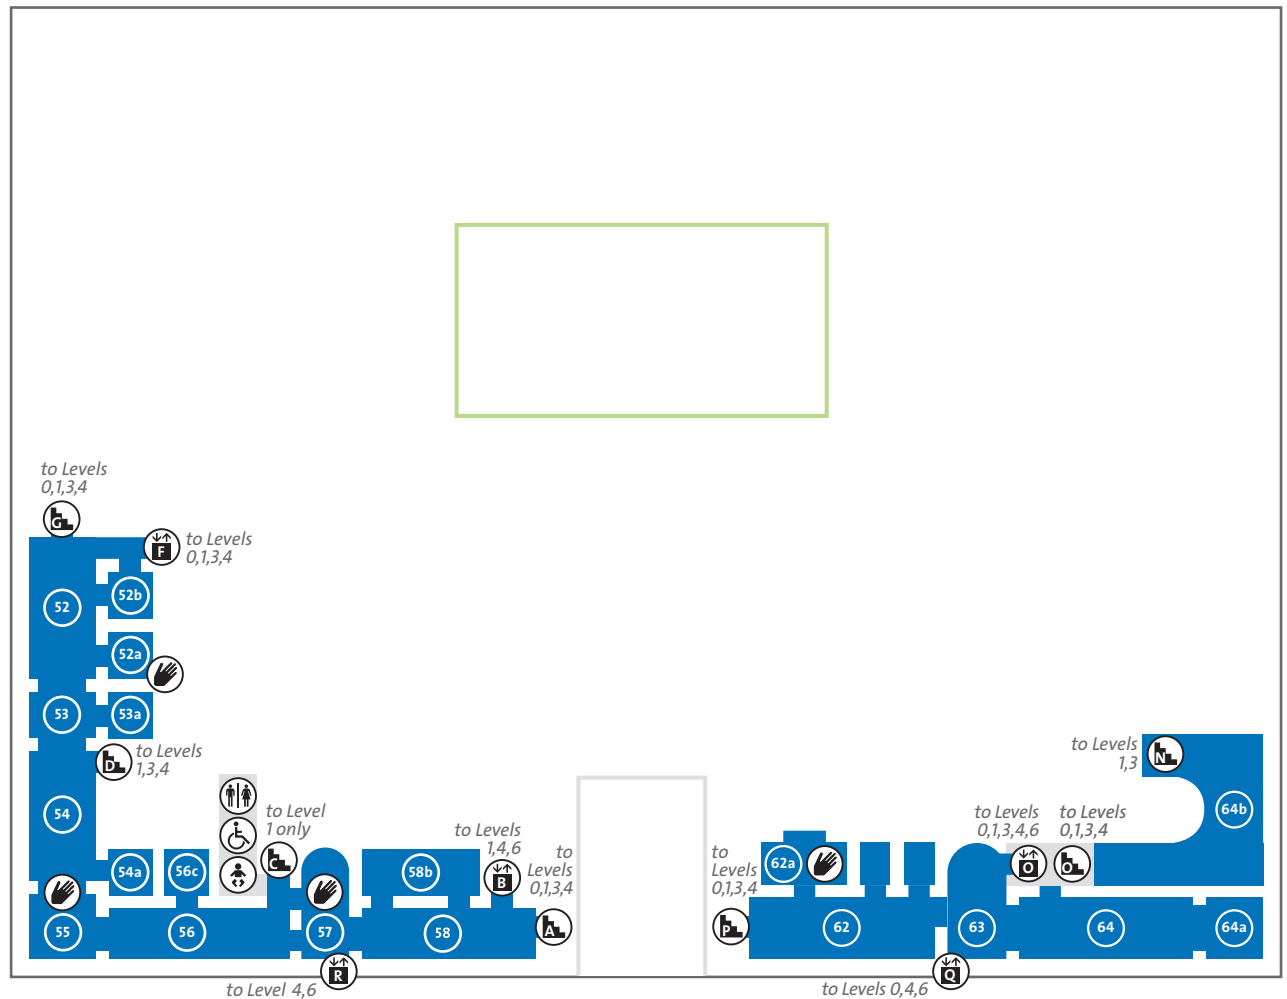 to Levels
0,1,3,4
G
F
to Levels
0,1,3,4
52
52b
52a
53
53a
D
to Levels
1,3,4
54
to Level
1 only
C
54a
56c
55
56
57
R
to Level 4,6
58b
58
to Levels
1,4,6
B
to
Levels
0,1,3,4
A
to
Levels
0,1,3,4
P
62a
62
63
Q
to Levels 0,4,6
to Levels
0,1,3,4,6
O
to Levels
0,1,3,4
O
64
64a
64b
to Levels
1,3
N